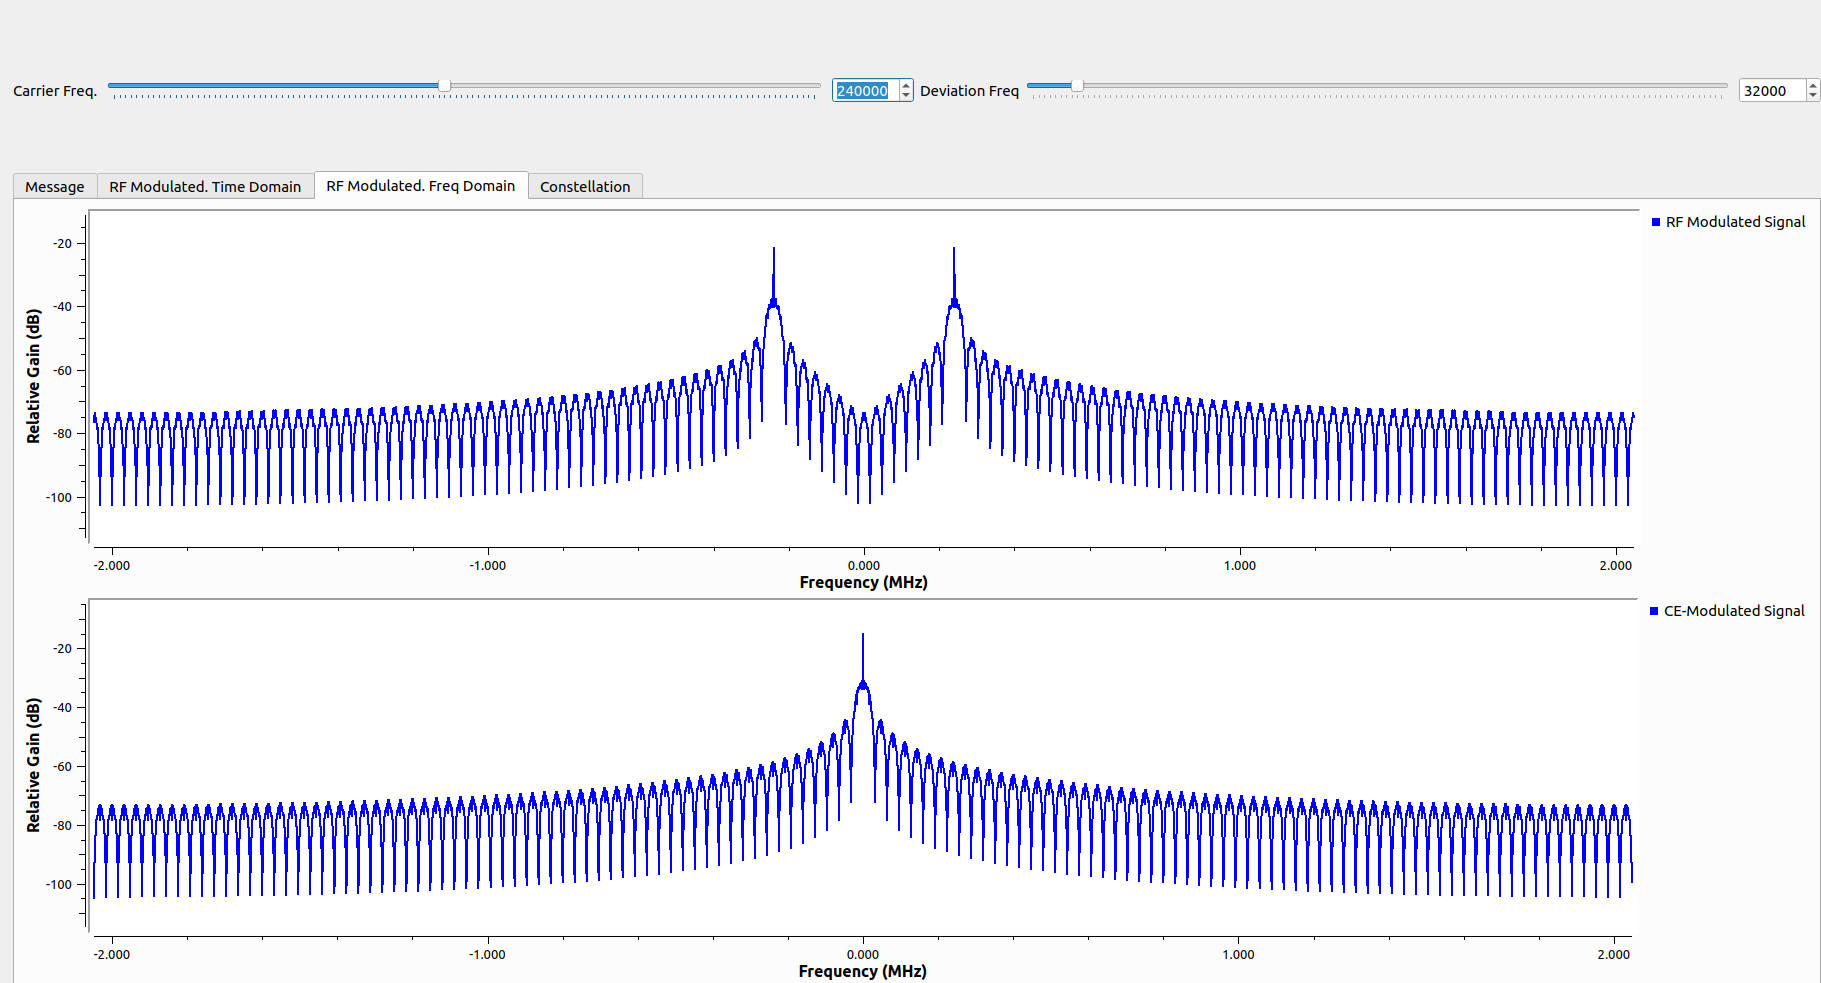 Carrier Freq. 240000 Deviation Freq 32000
Message RF Modulated. Time Domain RF Modulated. Freq Domain Constellation
RF Modulated Signal
Relative Gain (dB)
-20
-40
-60
-80
-100
-2.000 -1.000 0.000 1.000 2.000
Frequency (MHz)
CE-Modulated Signal
Relative Gain (dB)
-20
-40
-60
-80
-100
-2.000 -1.000 0.000 1.000 2.000
Frequency (MHz)